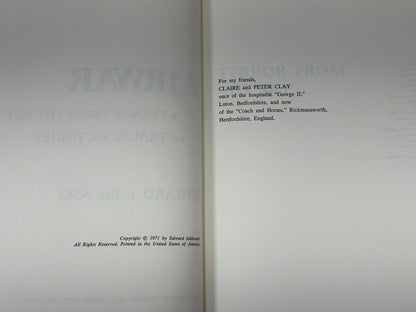 Copyright © 1971 by Edward Jablonski
All Rights Reserved. Printed in the United States of America
For my friends,
CLAIRE and PETER CLAY
once of the hospitable "George II,"
Luton, Bedfordshire, and now
of the "Coach and Horses," Rickmansworth,
Hertfordshire, England.